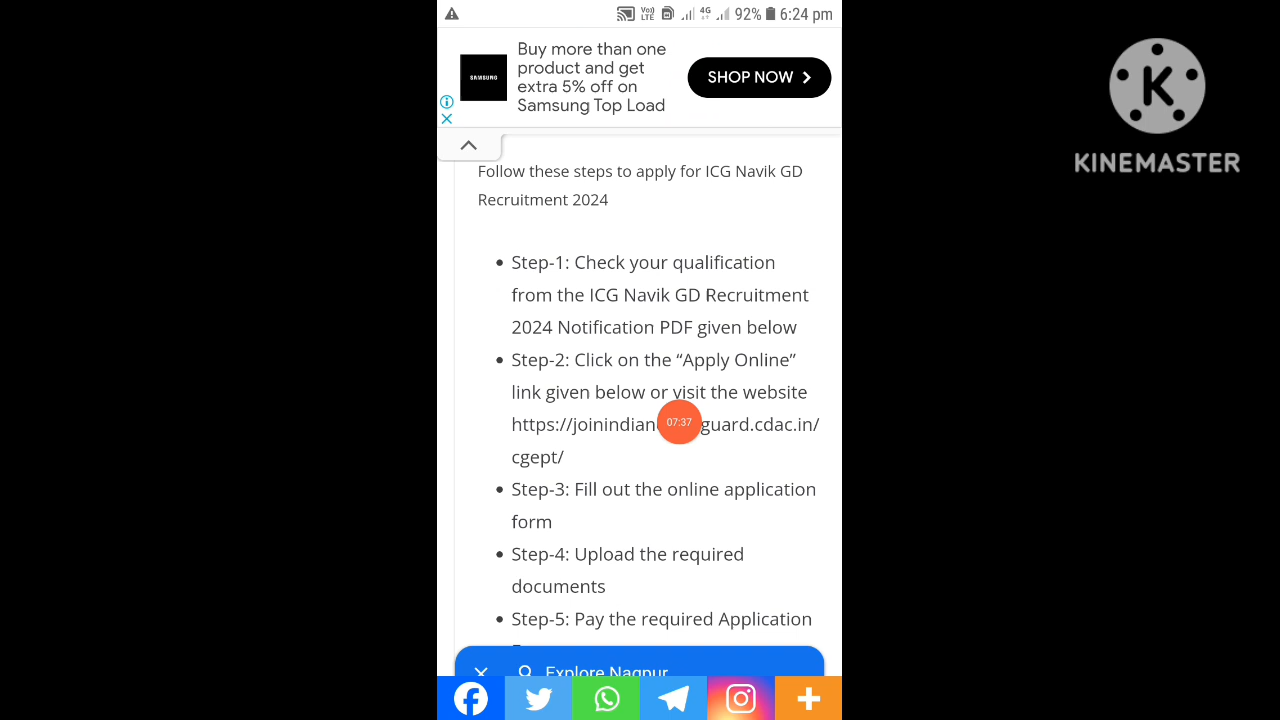 Vo))
LTE
4G
92%
6:24 pm
Buy more than one
product and get
extra 5% off on
Samsung Top Load
SAMSUNG
SHOP NOW
Follow these steps to apply for ICG Navik GD
Recruitment 2024
Step-1: Check your qualification
from the ICG Navik GD Recruitment
2024 Notification PDF given below
Step-2: Click on the “Apply Online”
link given below or visit the website
https://joinindian guard.cdac.in/
07:37
cgept/
Step-3: Fill out the online application
form
Step-4: Upload the required
documents
Step-5: Pay the required Application
Explore Nagpur
K
KINEMASTER